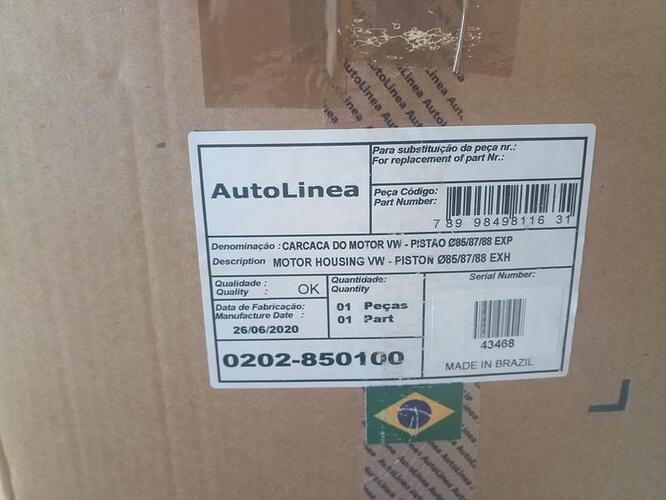 AutoLinea
Para substituição da peça nr.:
For replacement of part Nr.:
Peça Código:
Part Number:
7 89 98498116 31
Denominação : CARCACA DO MOTOR VW - PISTAO Ø85/87/88 EXP
Description MOTOR HOUSING VW - PISTON Ø85/87/88 EXH
Qualidade :
Quality : OK
Quantidade:
Quantity
01 Peças
01 Part
Data de Fabricação:
Manufacture Date :
26/06/2020
Serial Number:
43468
0202-850100
MADE IN BRAZIL